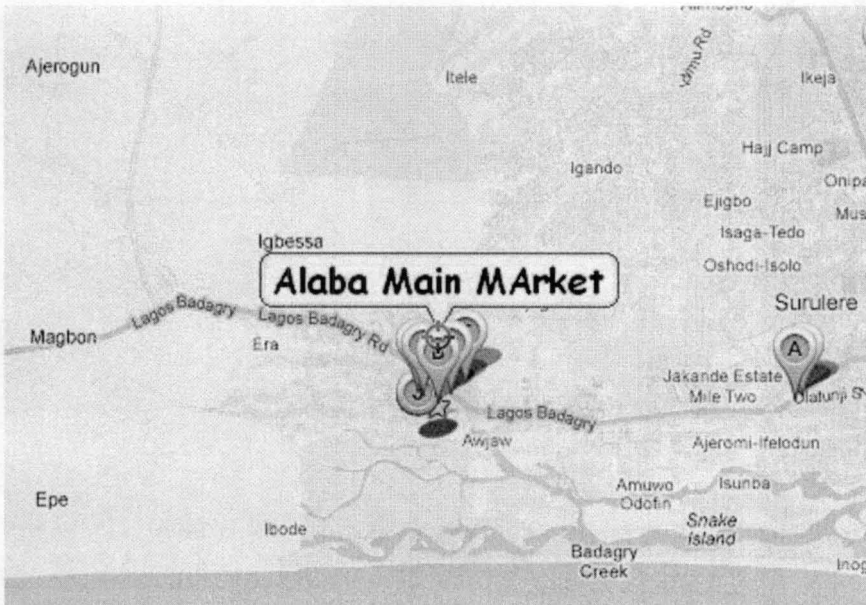 Ajerogun
Itele
Ikeja
Hajj Camp
Igando
Ejigbo
Isaga-Tedo
Oshodi-Isolo
Igbessa
Alaba Main MArket
Surulere
Lagos Badagry
Lagos Badagry Rd
Magbon
Era
A
J
Jakande Estate
Mile Two
Lagos Badagry
Awjaw
Ajeromi-Ifelodun
Epe
Amuwo
Odofin
Isunba
Ibode
Snake
Island
Badagry
Creek